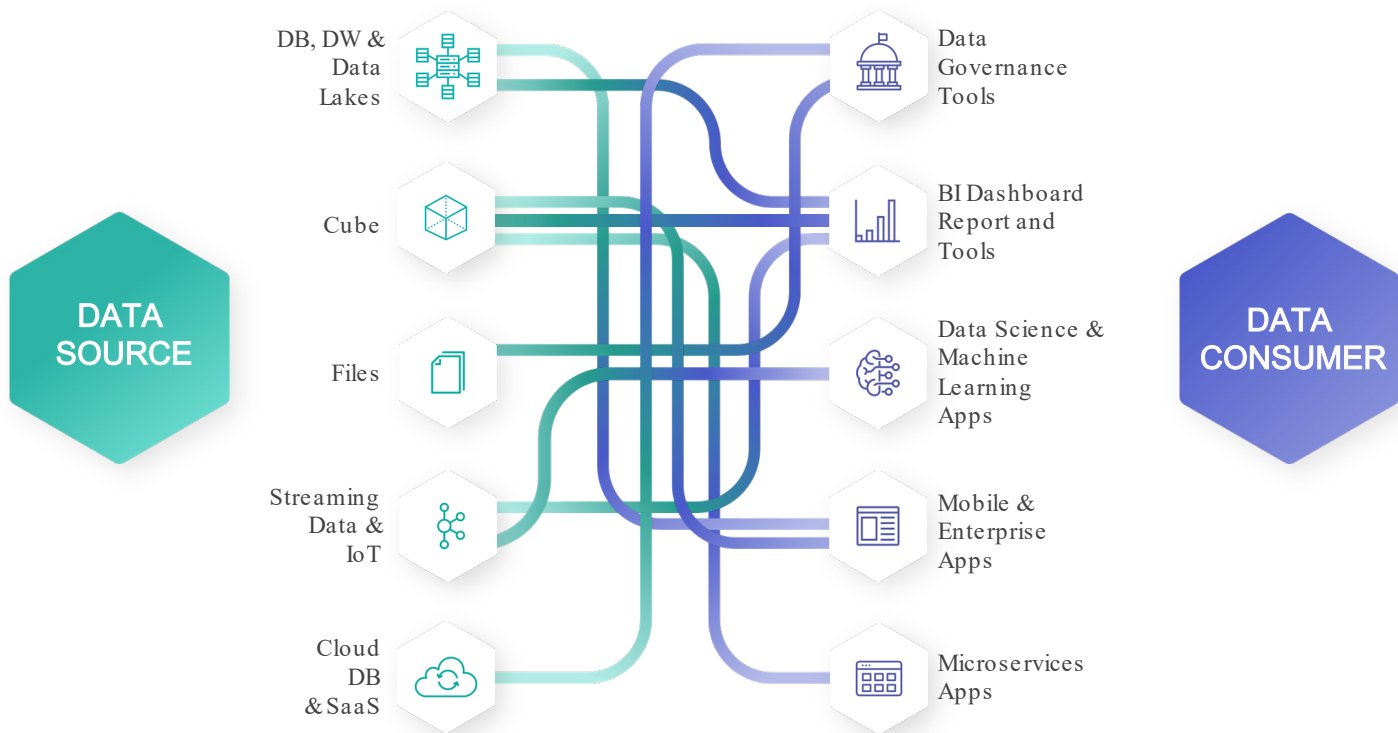 DATA
SOURCE
DB, DW &
Data
Lakes
Cube
Files
Streaming
Data &
IoT
Cloud
DB
& SaaS
Data
Governance
Tools
BI Dashboard
Report and
Tools
Data Science &
Machine
Learning
Apps
Mobile &
Enterprise
Apps
Microservices
Apps
DATA
CONSUMER